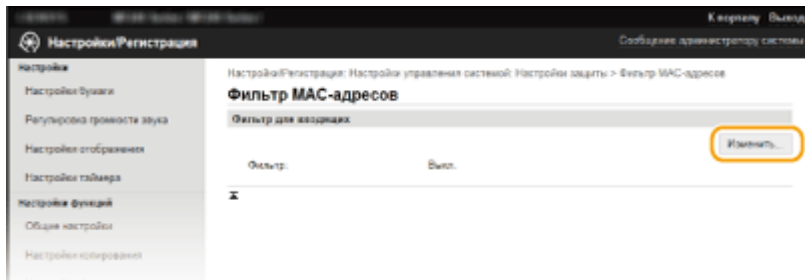 К порталу Выход
Настройки/Регистрация
Сообщение администратору системы
Настройки
Настройки бумаги
Регулировка громкости звука
Настройки отображения
Настройки таймера
Настройки функций
Общие настройки
Настройки копирования
Настройка/Регистрация: Настройки управления системой: Настройки защиты > Фильтр MAC-адресов
Фильтр MAC-адресов
Фильтр для входящих
Изменить...
Фильтр: Выкл.